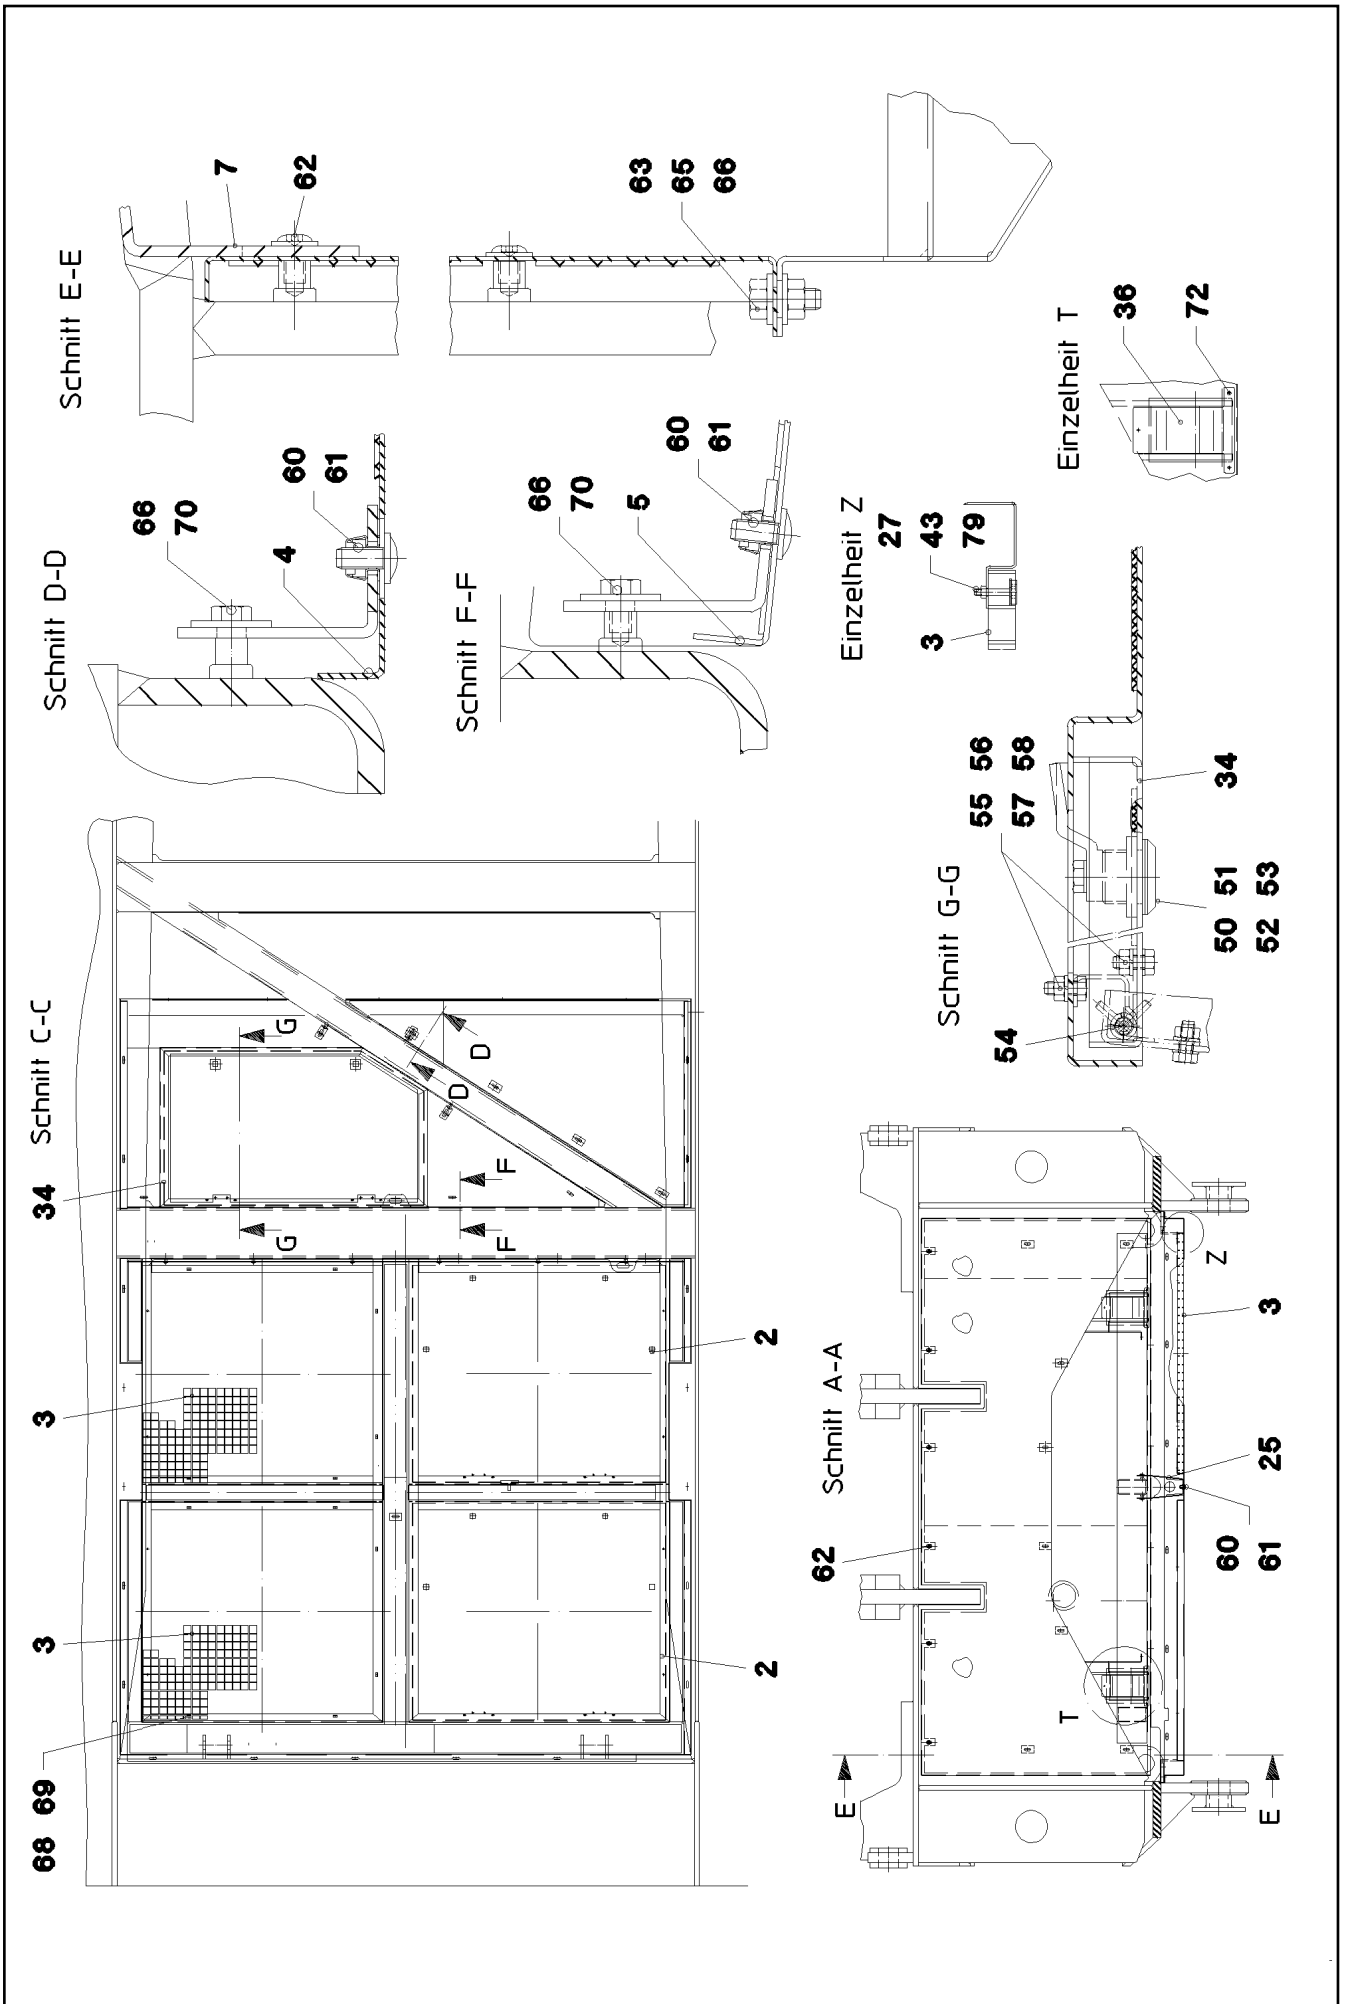 Schnitt C-C
34
3
3
68 69
2
2
G
G
F
F
D
D
Schnitt D-D
66
70
4
60
61
Schnitt E-E
7
62
63
65
66
Schnitt F-F
66
70
5
60
61
Einzelheit Z
27
43
79
3
Einzelheit T
36
72
Schnitt G-G
55 56
57 58
54
34
50 51
52 53
Schnitt A-A
62
E
E
T
Z
3
25
60
61